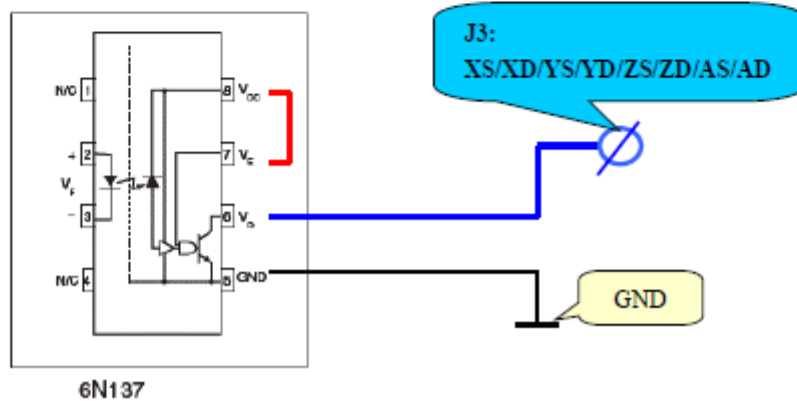 J3:
XS/XD/YS/YD/ZS/ZD/AS/AD
N/C 1
8 VCC
+ 2
7 VE
VF
- 3
6 VO
N/C 4
5 GND
GND
6N137